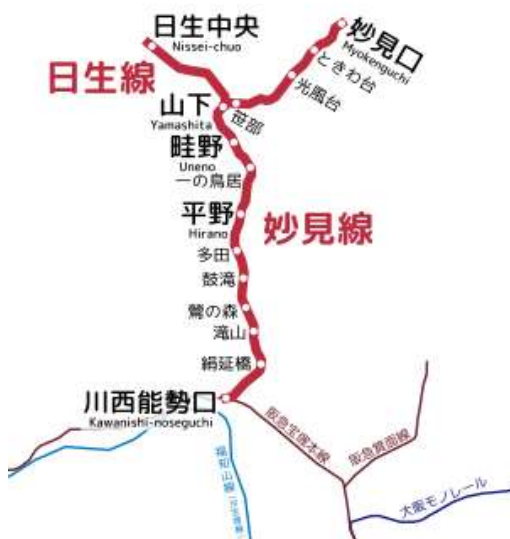 日生中央
Nissei-chuo
妙見口
Myokenguchi
ときわ台
光風台
日生線
山下
Yamashita
笹部
畦野
Uneno
一の鳥居
平野
Hirano
妙見線
多田
鼓滝
鶯の森
滝山
絹延橋
川西能勢口
Kawanishi-noseguchi
阪急宝塚本線
阪急箕面線
大阪モノレール